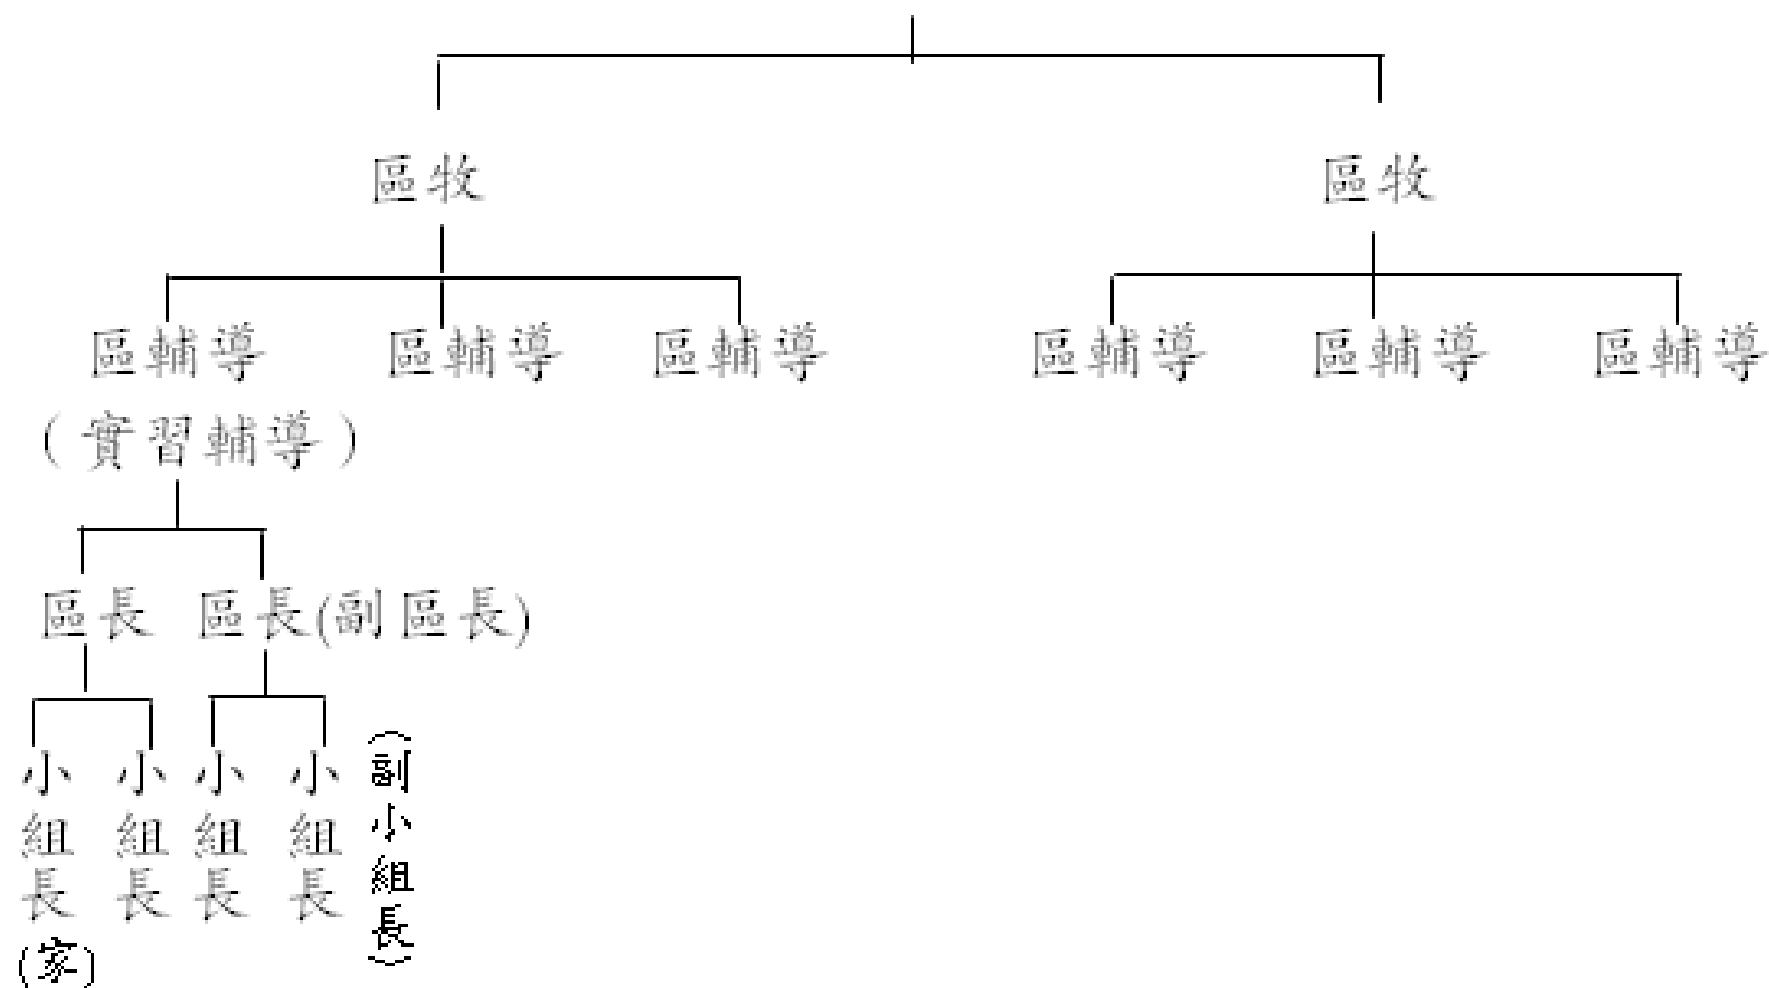 區牧
區牧
區輔導
區輔導
區輔導
區輔導
區輔導
區輔導
(實習輔導)
區長
區長(副區長)
小組長
小組長
小組長
小組長
(副小組長)
(家)